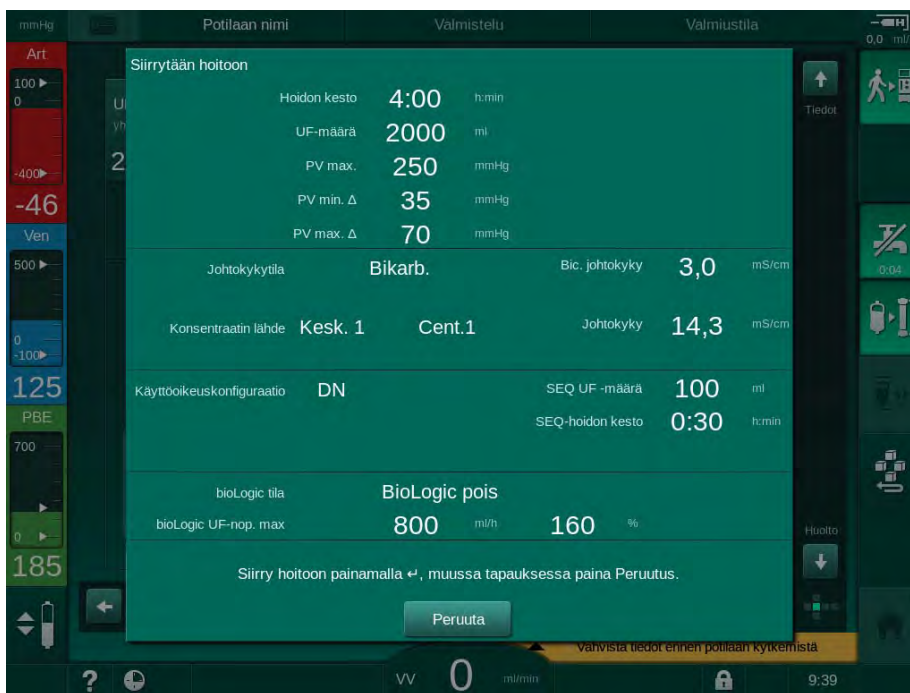 mmHg Potilaan nimi Valmistelu Valmiustila
0,0 ml/
Art
100
0
-400
-46
Ven
500
0
-100
125
PBE
700
0
185
Siirrytään hoitoon
Hoidon kesto 4:00 h:min
UF-määrä 2000 ml
PV max. 250 mmHg
PV min. Δ 35 mmHg
PV max. Δ 70 mmHg
Johtokykytila Bikarb. Bic. johtokyky 3,0 mS/cm
Konsentraatin lähde Kesk. 1 Cent.1 Johtokyky 14,3 mS/cm
Käyttöoikeuskonfiguraatio DN SEQ UF -määrä 100 ml
SEQ-hoidon kesto 0:30 h:min
bioLogic tila BioLogic pois
bioLogic UF-nop. max 800 ml/h 160 %
Siirry hoitoon painamalla ↵, muussa tapauksessa paina Peruutus.
Peruuta
Tiedot
0:04
Huolto
Vahvista tiedot ennen potilaan kytkemistä
? VV 0 ml/min 9:39